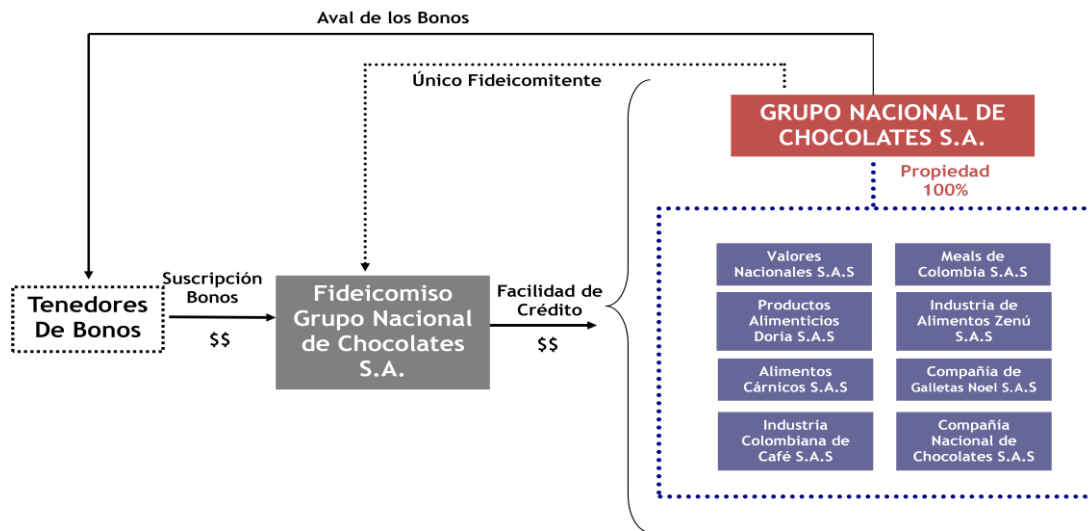 Aval de los Bonos
Único Fideicomitente
GRUPO NACIONAL DE
CHOCOLATES S.A.
Propiedad
100%
Tenedores
De Bonos
Suscripción
Bonos
$$
Fideicomiso
Grupo Nacional
de Chocolates
S.A.
Facilidad de
Crédito
$$
Valores
Nacionales S.A.S
Meals de
Colombia S.A.S
Productos
Alimenticios
Doria S.A.S
Industria de
Alimentos Zenú
S.A.S
Alimentos
Cárnicos S.A.S
Compañía de
Galletas Noel S.A.S
Industria
Colombiana de
Café S.A.S
Compañía
Nacional de
Chocolates S.A.S